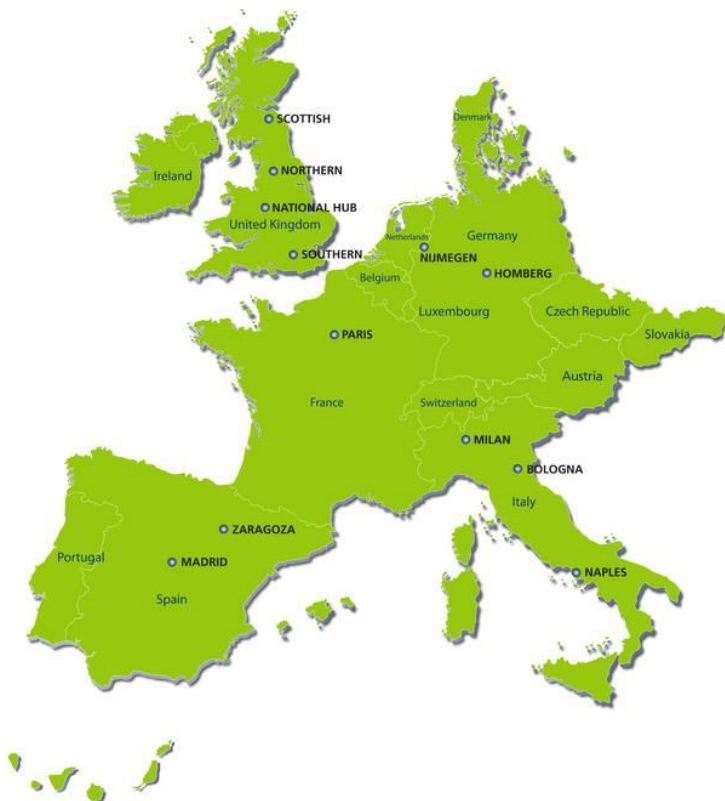 SCOTTISH
Denmark
NORTHERN
Ireland
NATIONAL HUB
United Kingdom
Netherlands
Germany
SOUTHERN
NIJMEGEN
HOMBERG
Belgium
Luxembourg
Czech Republic
PARIS
Slovakia
Austria
France
Switzerland
MILAN
BOLOGNA
Italy
ZARAGOZA
Portugal
MADRID
NAPLES
Spain